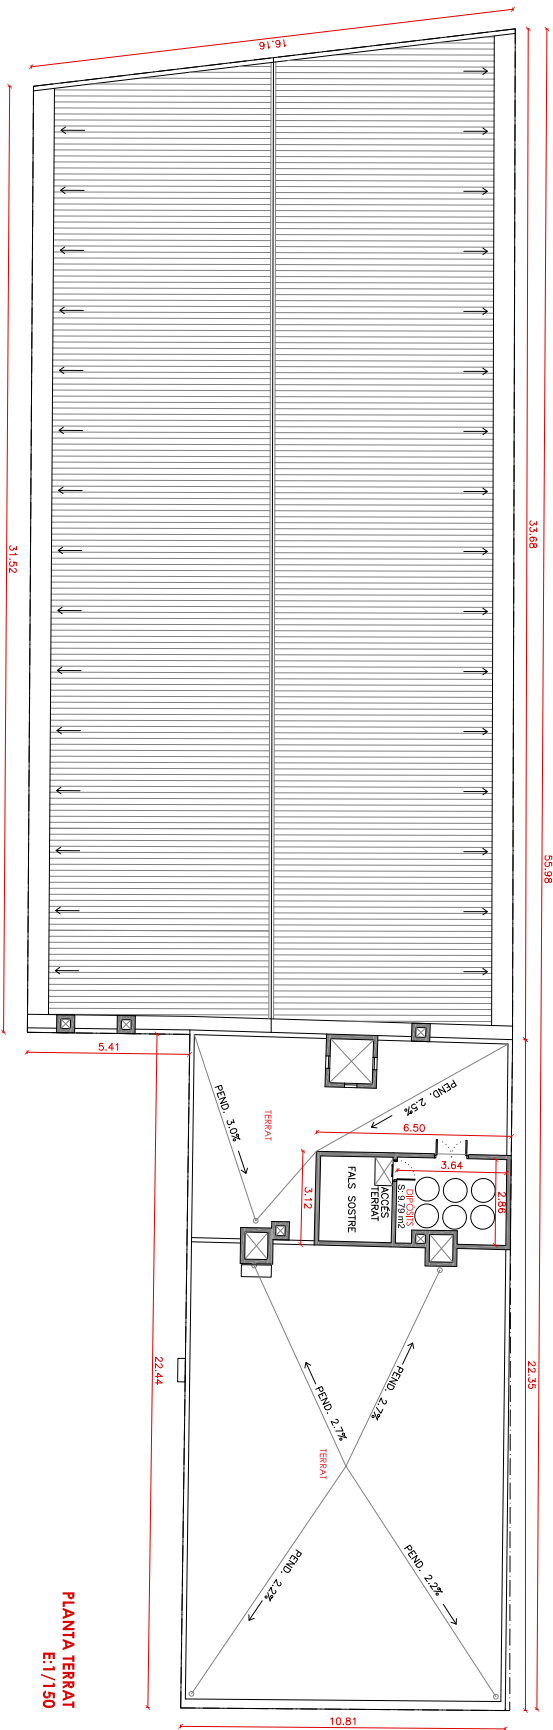 16.16
33.68
31.52
55.98
5.41
PEND. 3.0%
TERRAT
PEND. 2.5%
6.50
3.64
2.86
3.12
FALS SOSTRE
ACCÉS
TERRAT
DIPÒSITS
S: 9.79 m2
22.44
22.35
PEND. 2.7%
PEND. 2.7%
TERRAT
PEND. 2.2%
PEND. 2.2%
PLANTA TERRAT
E:1/150
10.81